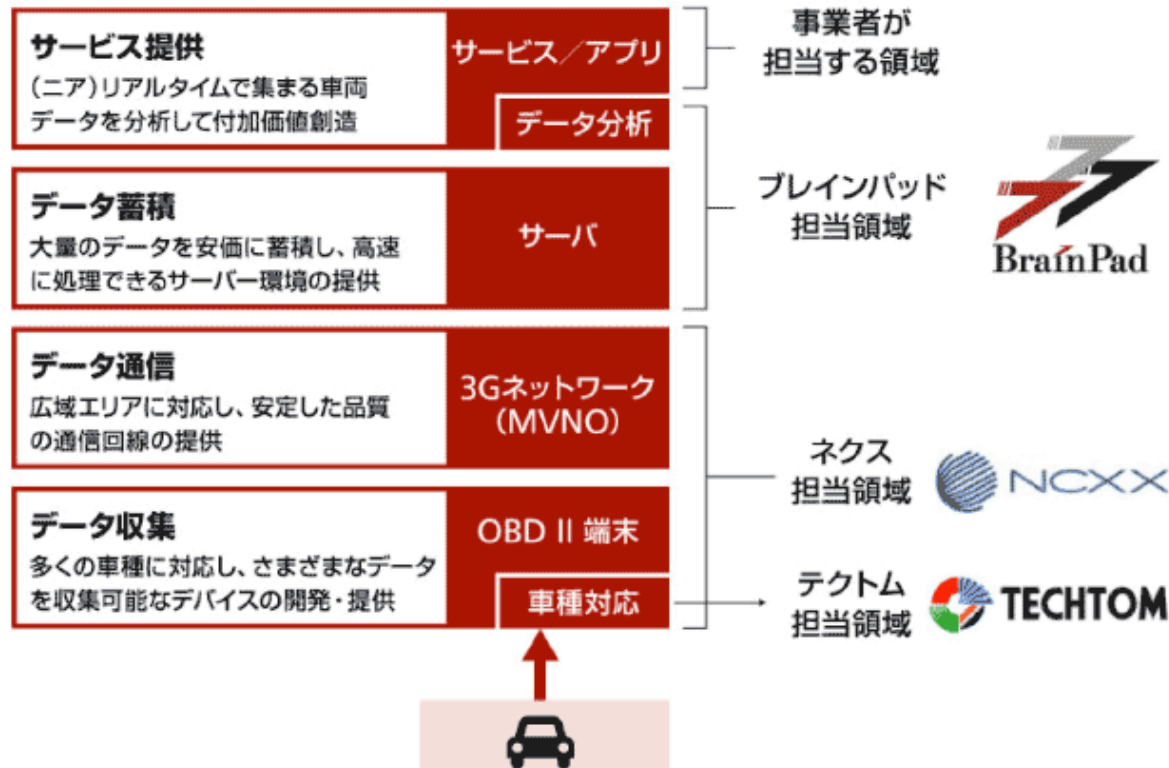 サービス提供
(ニア)リアルタイムで集まる車両
データを分析して付加価値創造
サービス／アプリ
データ分析
事業者が
担当する領域
データ蓄積
大量のデータを安価に蓄積し、高速
に処理できるサーバー環境の提供
サーバ
ブレインパッド
担当領域
BrainPad
データ通信
広域エリアに対応し、安定した品質
の通信回線の提供
3Gネットワーク
（MVNO）
ネクス
担当領域
NCXX
データ収集
多くの車種に対応し、さまざまなデータ
を収集可能なデバイスの開発・提供
OBD II 端末
車種対応
テクトム
担当領域
TECHTOM